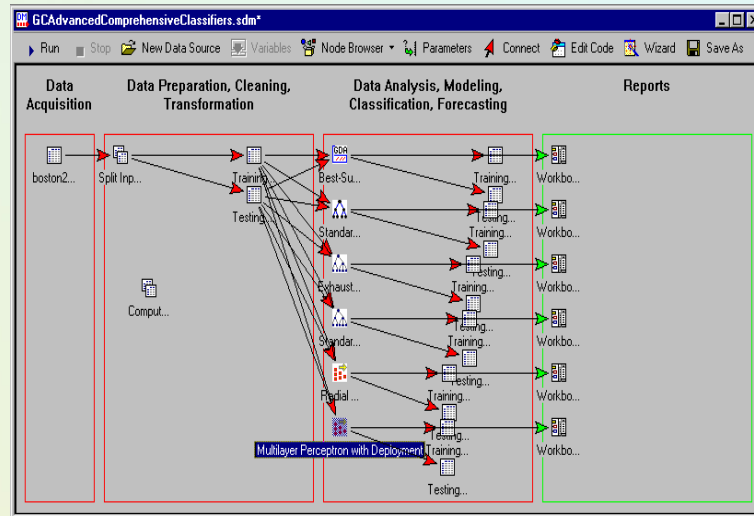 GCAdvancedComprehensiveClassifiers.sdm*
Run Stop New Data Source Variables Node Browser Parameters Connect Edit Code Wizard Save As
Data Acquisition
Data Preparation, Cleaning, Transformation
Data Analysis, Modeling, Classification, Forecasting
Reports
boston2...
Split Inp...
Training...
GDA
Best-Su...
Training...
Workbo...
Testing...
Testing...
Standar...
Training...
Workbo...
Testing...
Exhaust...
Training...
Workbo...
Comput...
Testing...
Standar...
Training...
Workbo...
Testing...
Radial ...
Training...
Workbo...
Testing...
Multilayer Perceptron with Deployment
Training...
Workbo...
Testing...